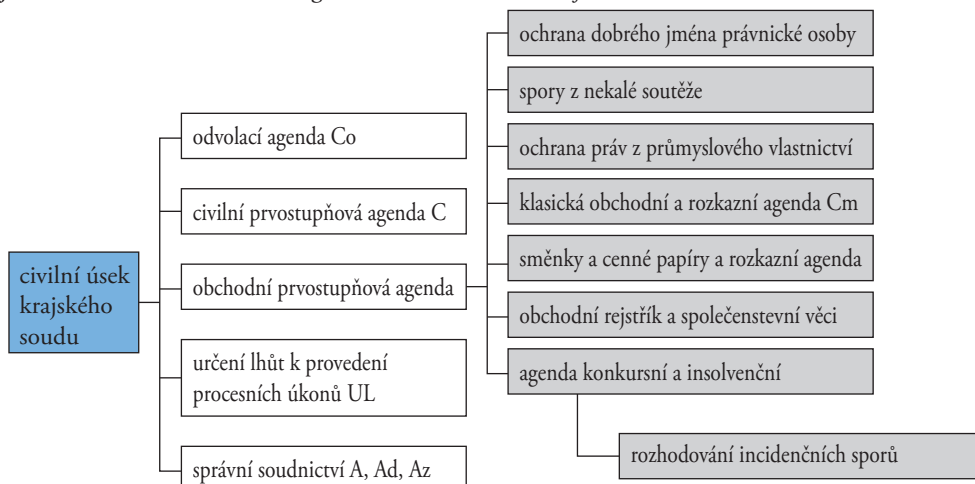 civilní úsek
krajského
soudu
odvolací agenda Co
civilní prvostupňová agenda C
obchodní prvostupňová agenda
určení lhůt k provedení
procesních úkonů UL
správní soudnictví A, Ad, Az
ochrana dobrého jména právnické osoby
spory z nekalé soutěže
ochrana práv z průmyslového vlastnictví
klasická obchodní a rozkazní agenda Cm
směnky a cenné papíry a rozkazní agenda
obchodní rejstřík a společenstevní věci
agenda konkursní a insolvenční
rozhodování incidenčních sporů